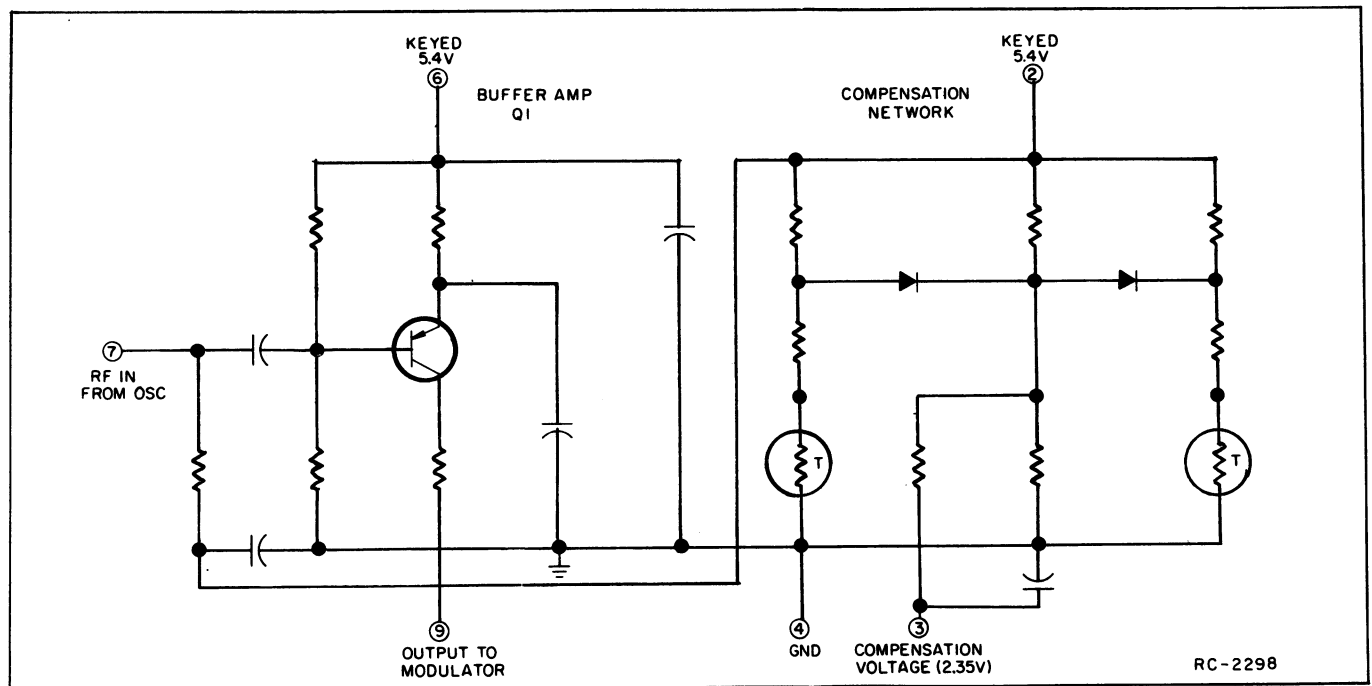 KEYED
5.4V
6
BUFFER AMP
Q1
KEYED
5.4V
2
COMPENSATION
NETWORK
7
RF IN
FROM OSC
T
T
9
OUTPUT TO
MODULATOR
4
GND
3
COMPENSATION
VOLTAGE (2.35V)
RC-2298